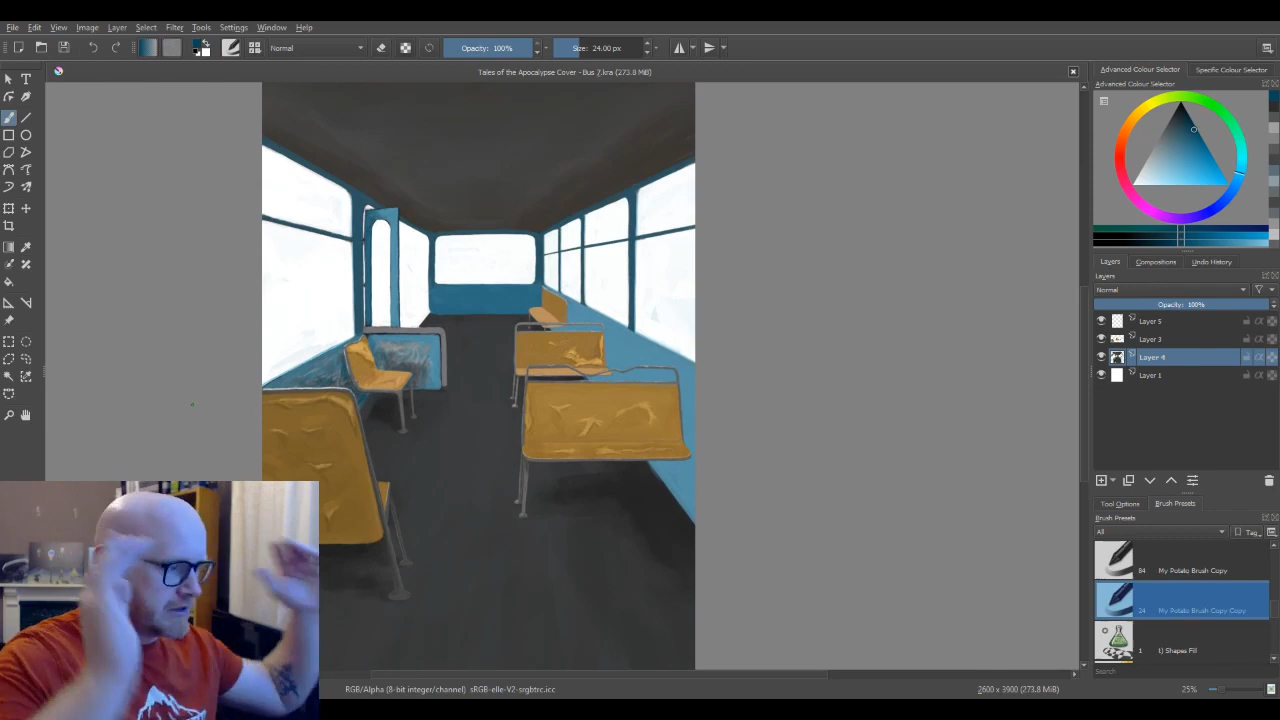 File Edit View Image Layer Select Filter Tools Settings Window Help
Normal Opacity: 100% Size: 24.00 px
Tales of the Apocalypse Cover - Bus 7.kra (273.8 MiB)
Advanced Colour Selector Specific Colour Selector
Advanced Colour Selector
Layers Compositions Undo History
Layers
Normal
Opacity: 100%
Layer 5
Layer 3
Layer 4
Layer 1
Tool Options Brush Presets
Brush Presets
All Tag
84 My Potato Brush Copy
24 My Potato Brush Copy Copy
1 t) Shapes Fill
Search
RGB/Alpha (8-bit integer/channel) sRGB-elle-V2-srgbtrc.icc 2600 x 3900 (273.8 MiB) 25%